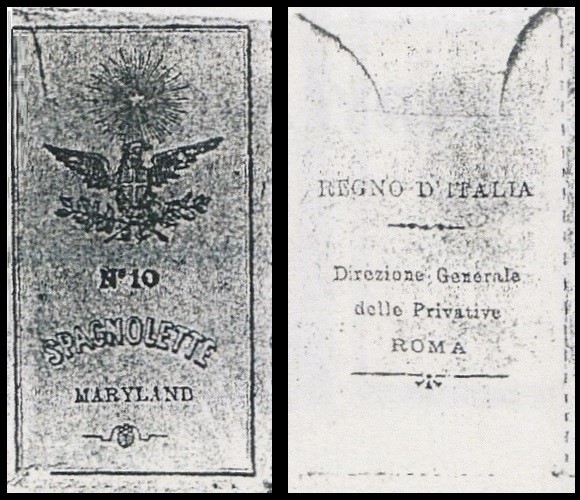 N° 10
SPAGNOLETTE
MARYLAND
REGNO D'ITALIA
Direzione Generale
delle Privative
ROMA